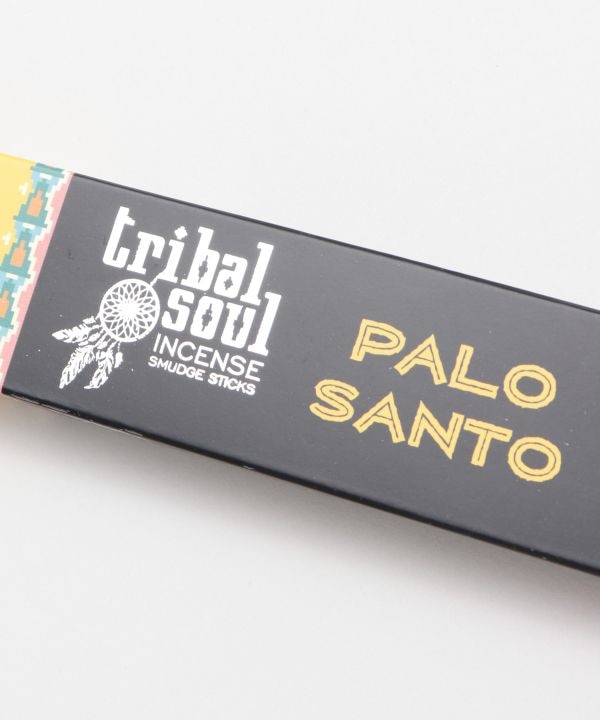 tribal
soul
INCENSE
SMUDGE STICKS
PALO
SANTO